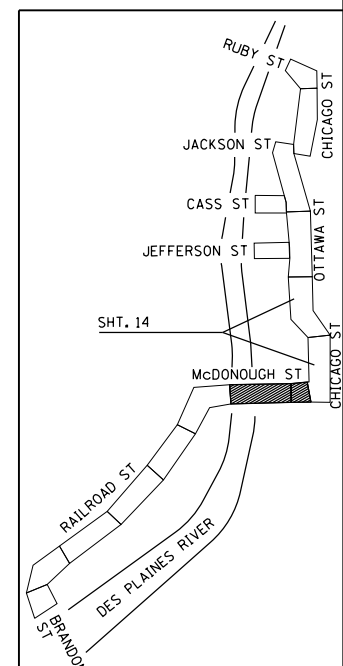 RUBY ST
CHICAGO ST
JACKSON ST
CASS ST
OTTAWA ST
JEFFERSON ST
SHT. 14
McDONOUGH ST
CHICAGO ST
RAILROAD ST
DES PLAINES RIVER
BRANDON
ST